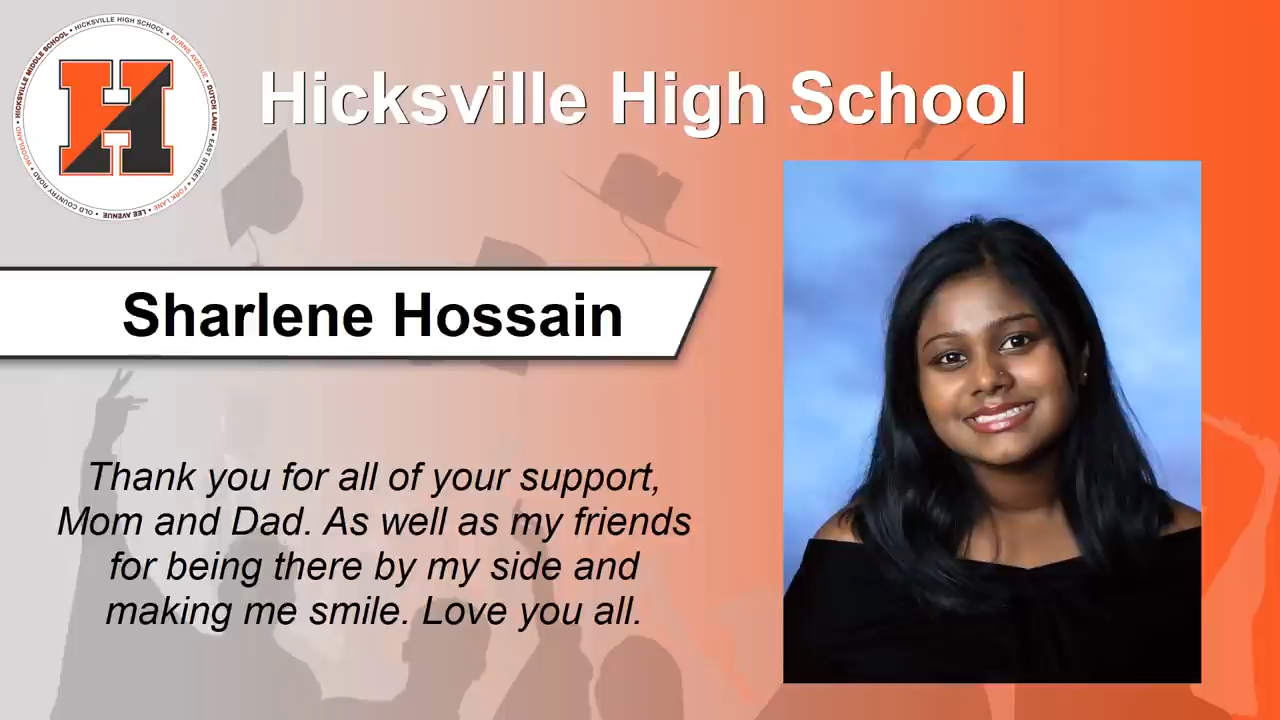 HICKSVILLE MIDDLE SCHOOL • HICKSVILLE HIGH SCHOOL • BURNS AVENUE • DUTCH LANE • EAST STREET • FORK LANE • LEE AVENUE • OLD COUNTRY ROAD • WOODLAND •
H
Hicksville High School
Sharlene Hossain
Thank you for all of your support,
Mom and Dad. As well as my friends
for being there by my side and
making me smile. Love you all.